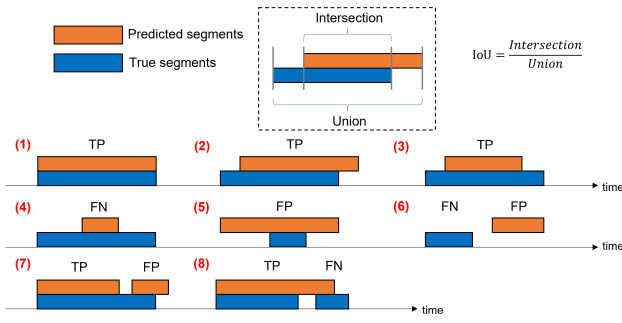 Predicted segments
True segments
Intersection
Union
IoU = Intersection / Union
(1) TP
(2) TP
(3) TP
time
(4) FN
(5) FP
(6) FN FP
time
(7) TP FP
(8) TP FN
time